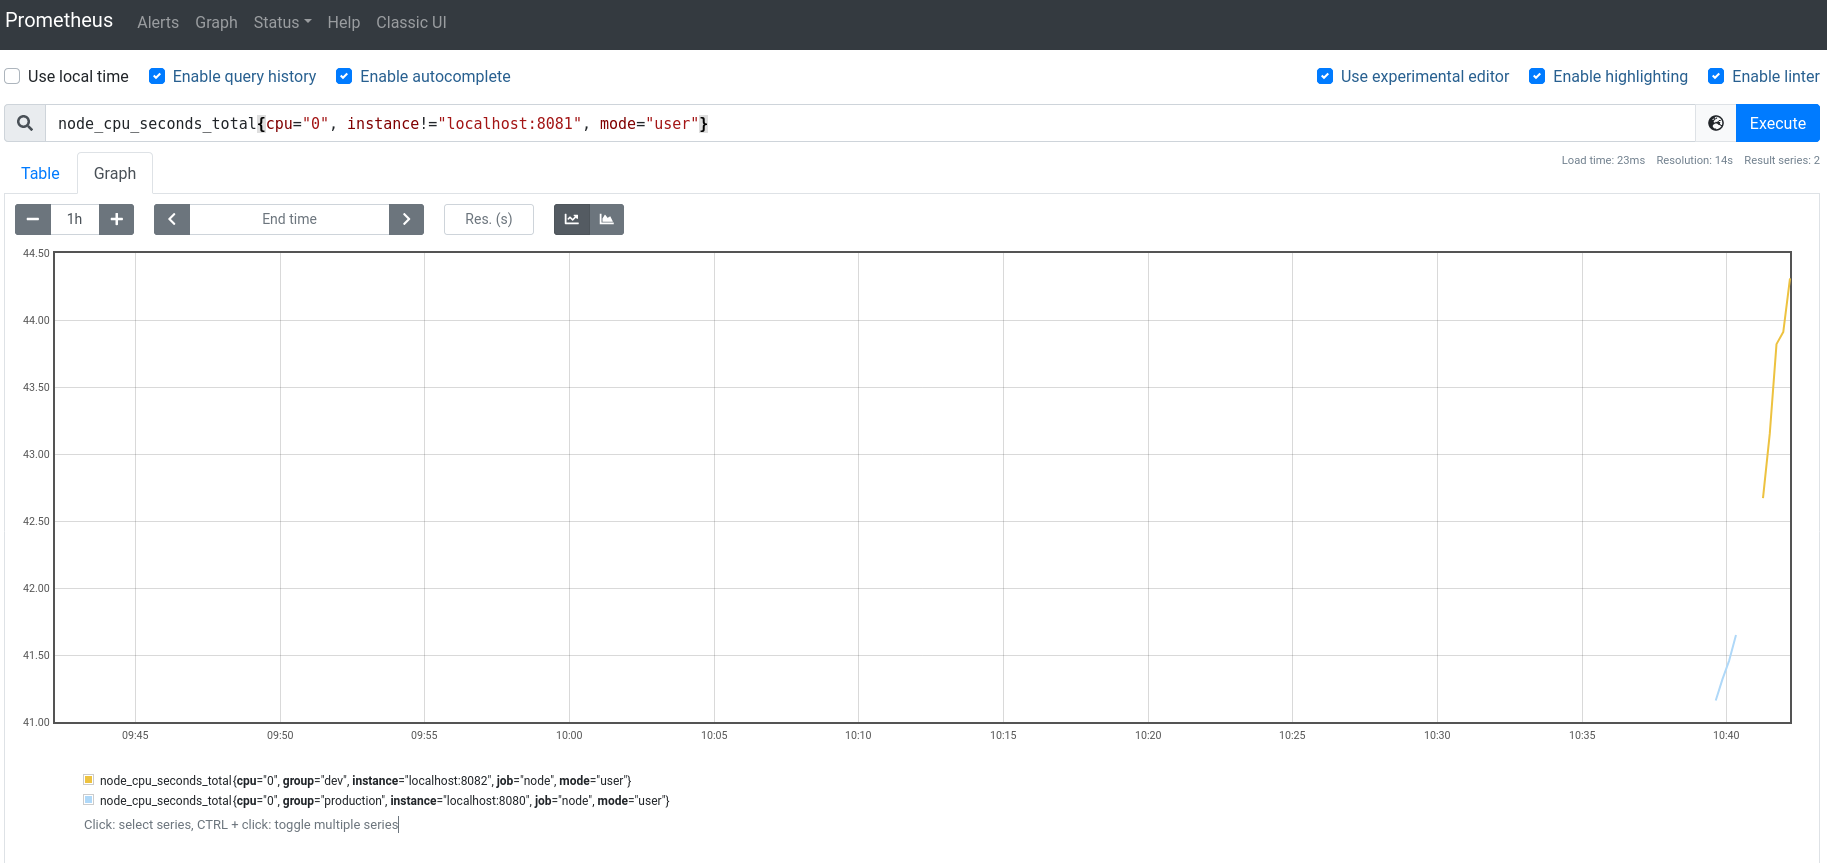 Prometheus Alerts Graph Status Help Classic UI
Use local time Enable query history Enable autocomplete Use experimental editor Enable highlighting Enable linter
node_cpu_seconds_total{cpu="0", instance!="localhost:8081", mode="user"} Execute
Load time: 23ms Resolution: 14s Result series: 2
Table Graph
1h End time Res. (s)
44.50
44.00
43.50
43.00
42.50
42.00
41.50
41.00
09:45 09:50 09:55 10:00 10:05 10:10 10:15 10:20 10:25 10:30 10:35 10:40
node_cpu_seconds_total{cpu="0", group="dev", instance="localhost:8082", job="node", mode="user"}
node_cpu_seconds_total{cpu="0", group="production", instance="localhost:8080", job="node", mode="user"}
Click: select series, CTRL + click: toggle multiple series